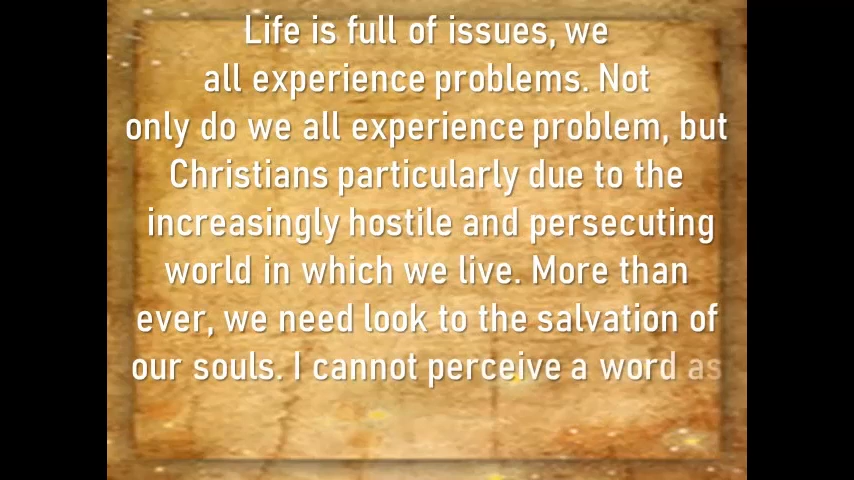 Life is full of issues, we
all experience problems. Not
only do we all experience problem, but
Christians particularly due to the
increasingly hostile and persecuting
world in which we live. More than
ever, we need look to the salvation of
our souls. I cannot perceive a word as